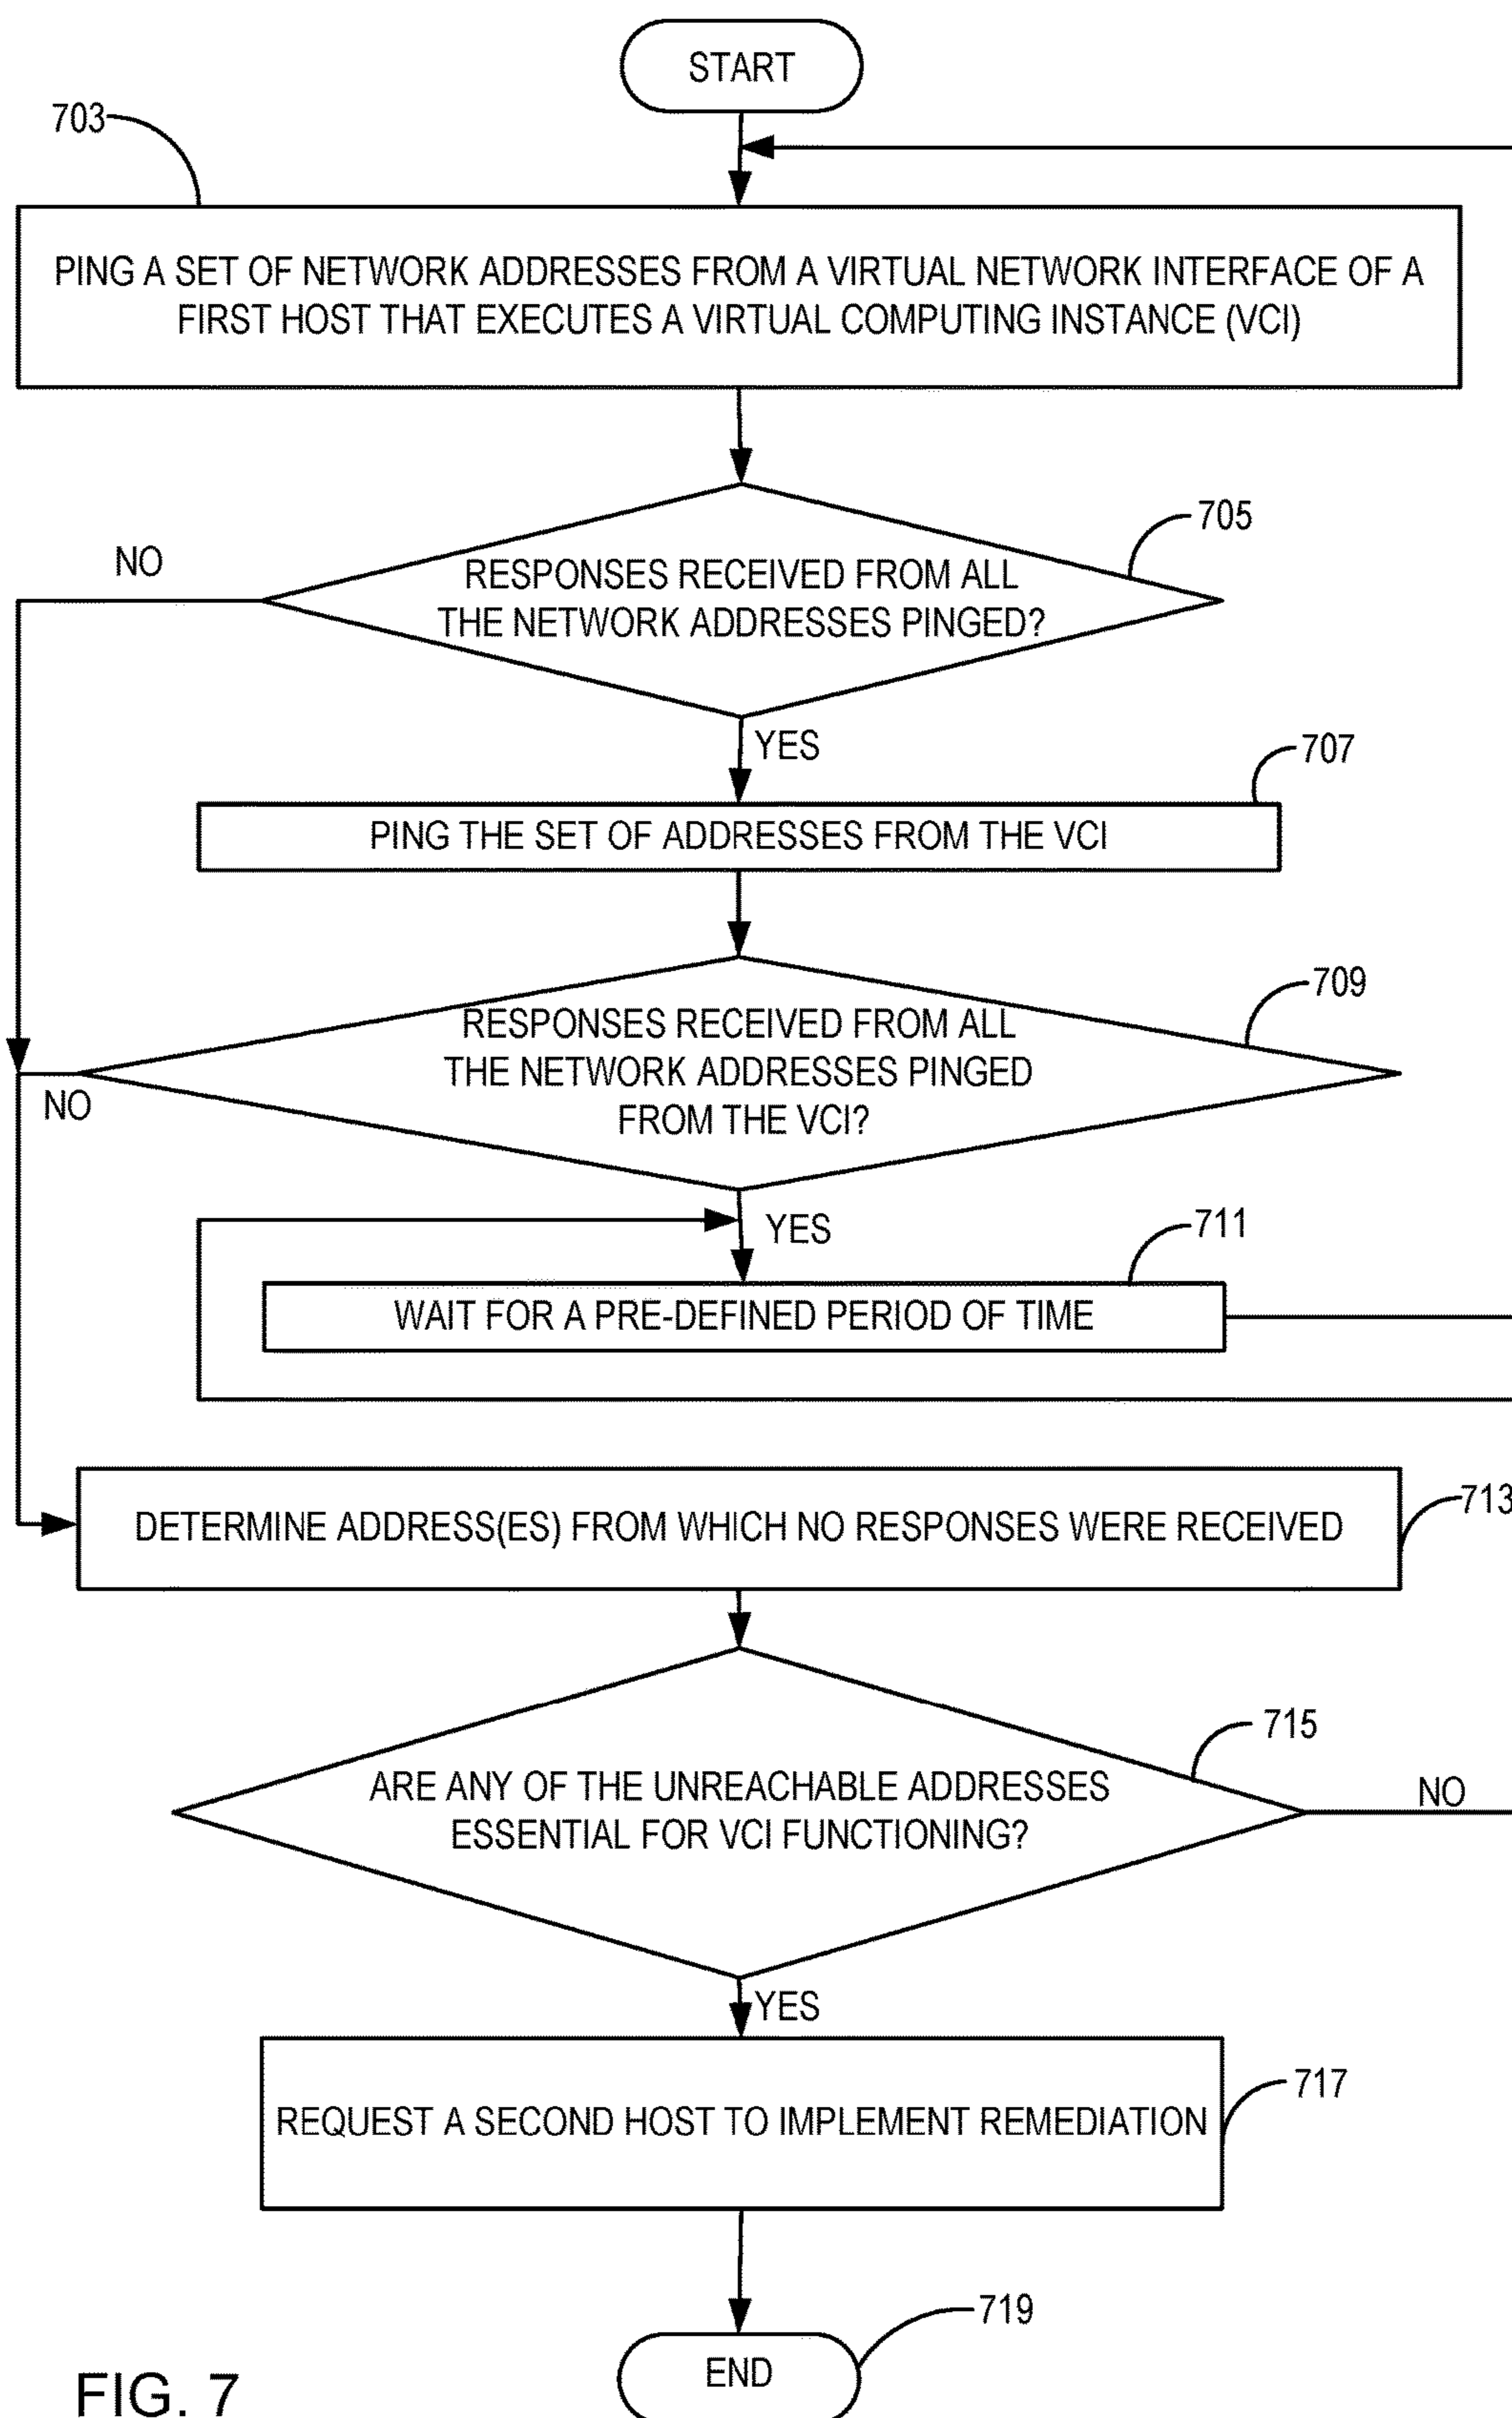 START
703
PING A SET OF NETWORK ADDRESSES FROM A VIRTUAL NETWORK INTERFACE OF A
FIRST HOST THAT EXECUTES A VIRTUAL COMPUTING INSTANCE (VCI)
705
NO
RESPONSES RECEIVED FROM ALL
THE NETWORK ADDRESSES PINGED?
YES
707
PING THE SET OF ADDRESSES FROM THE VCI
709
RESPONSES RECEIVED FROM ALL
THE NETWORK ADDRESSES PINGED
FROM THE VCI?
NO
YES
711
WAIT FOR A PRE-DEFINED PERIOD OF TIME
713
DETERMINE ADDRESS(ES) FROM WHICH NO RESPONSES WERE RECEIVED
715
ARE ANY OF THE UNREACHABLE ADDRESSES
ESSENTIAL FOR VCI FUNCTIONING?
NO
YES
717
REQUEST A SECOND HOST TO IMPLEMENT REMEDIATION
719
END
FIG. 7